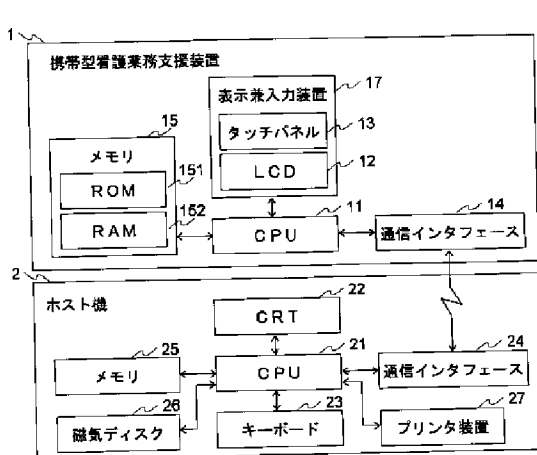 1
携帯型看護業務支援装置
17
表示兼入力装置
タッチパネル
13
LCD
12
15
メモリ
151
ROM
152
RAM
11
CPU
14
通信インタフェース
2
ホスト機
22
CRT
25
メモリ
21
CPU
24
通信インタフェース
26
磁気ディスク
23
キーボード
27
プリンタ装置